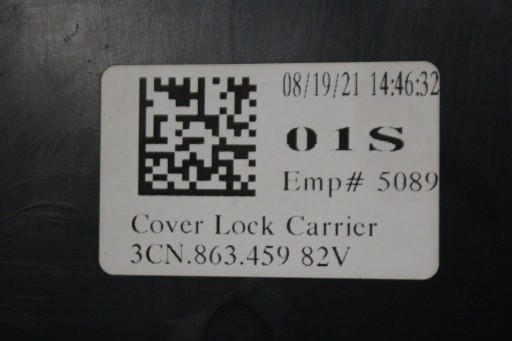 08/19/21 14:46:32
01S
Emp# 5089
Cover Lock Carrier
3CN.863.459 82V